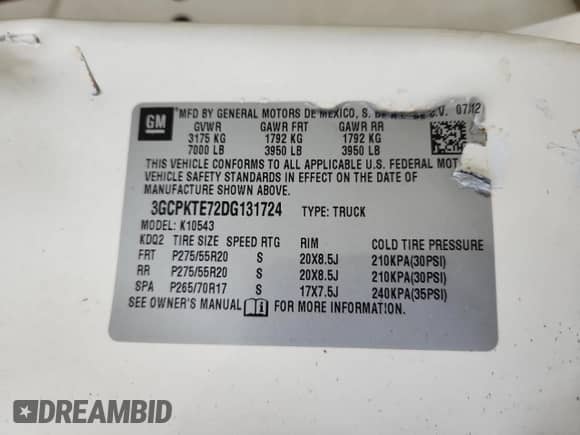 MFD BY GENERAL MOTORS DE MEXICO, S. DE R.L. DE C.V. 07/12
GM
GVWR GAWR FRT GAWR RR
3175 KG 1792 KG 1792 KG
7000 LB 3950 LB 3950 LB
THIS VEHICLE CONFORMS TO ALL APPLICABLE U.S. FEDERAL MOTOR
VEHICLE SAFETY STANDARDS IN EFFECT ON THE DATE OF
MANUFACTURE SHOWN ABOVE.
3GCPKTE72DG131724 TYPE: TRUCK
MODEL: K10543
KDQ2 TIRE SIZE SPEED RTG RIM COLD TIRE PRESSURE
FRT P275/55R20 S 20X8.5J 210KPA(30PSI)
RR P275/55R20 S 20X8.5J 210KPA(30PSI)
SPA P265/70R17 S 17X7.5J 240KPA(35PSI)
SEE OWNER'S MANUAL FOR MORE INFORMATION.
DREAMBID